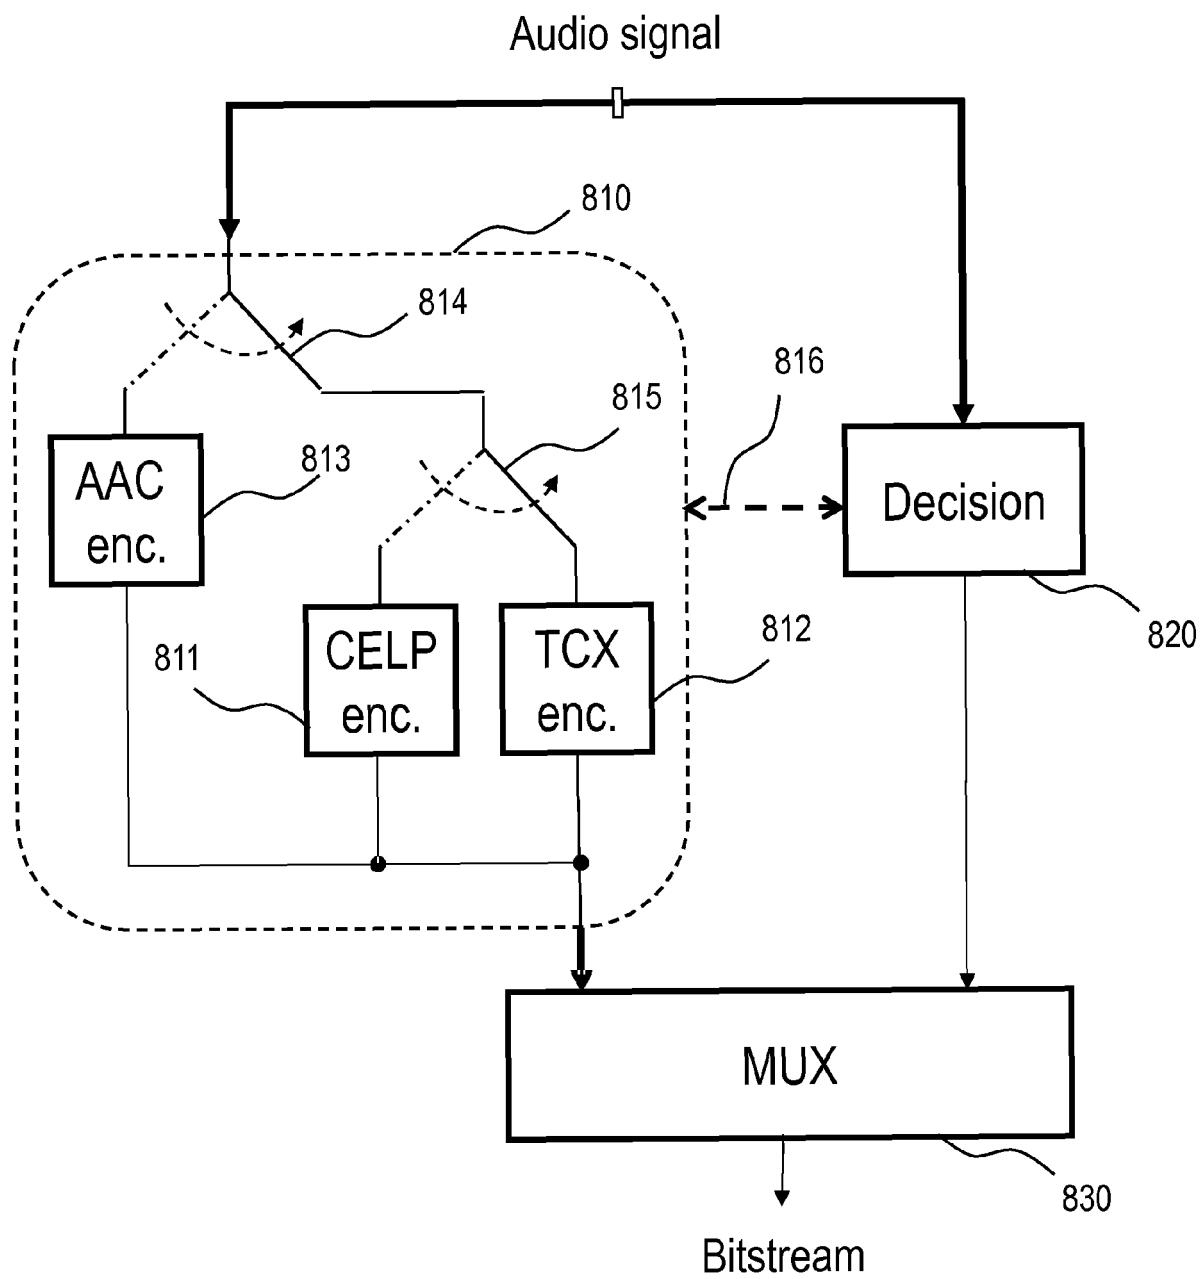 Audio signal
810
814
816
815
AAC
enc.
813
Decision
811
CELP
enc.
TCX
enc.
812
820
MUX
830
Bitstream